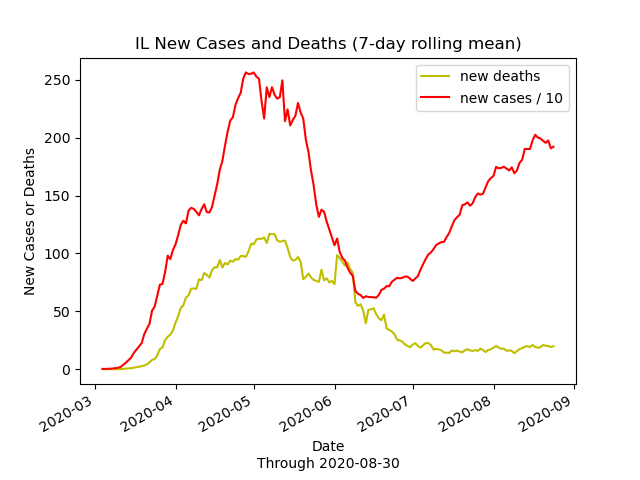 IL New Cases and Deaths (7-day rolling mean)
new deaths
new cases / 10
250
200
150
100
50
0
New Cases or Deaths
2020-03
2020-04
2020-05
2020-06
2020-07
2020-08
2020-09
Date
Through 2020-08-30